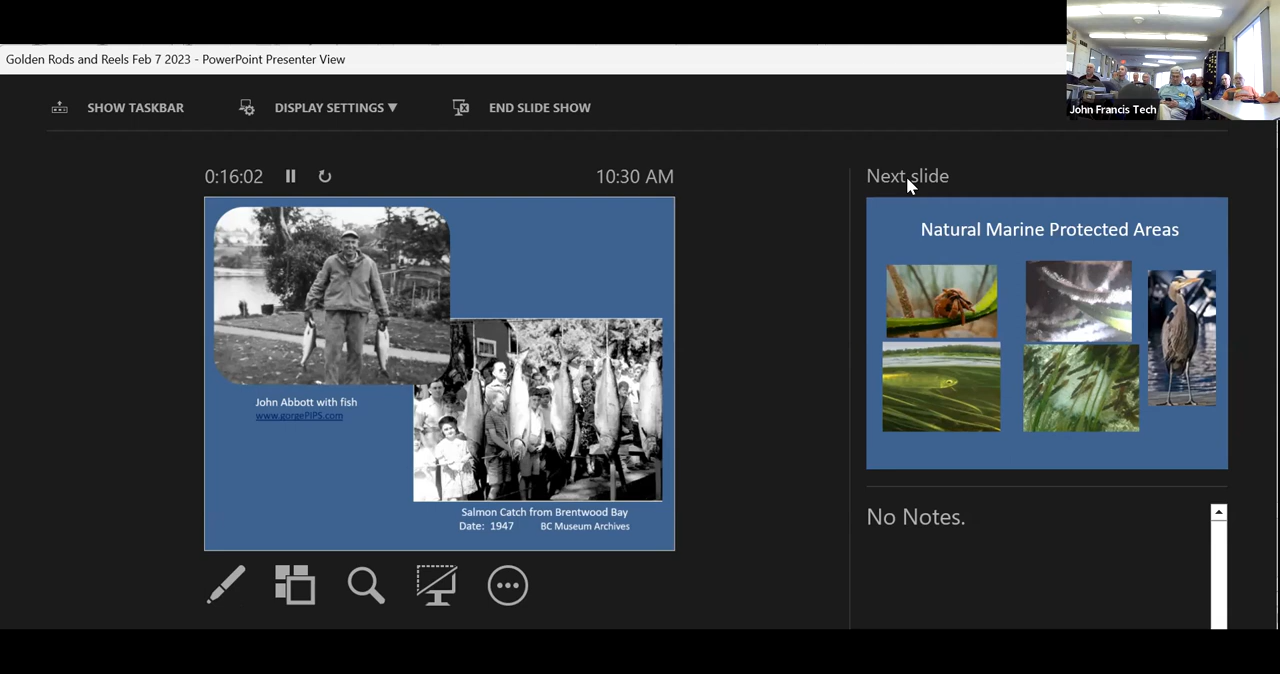 Golden Rods and Reels Feb 7 2023 - PowerPoint Presenter View
John Francis Tech
SHOW TASKBAR
DISPLAY SETTINGS ▼
END SLIDE SHOW
0:16:02
10:30 AM
John Abbott with fish
www.gorgePIPS.com
Salmon Catch from Brentwood Bay
Date: 1947 BC Museum Archives
Next slide
Natural Marine Protected Areas
No Notes.